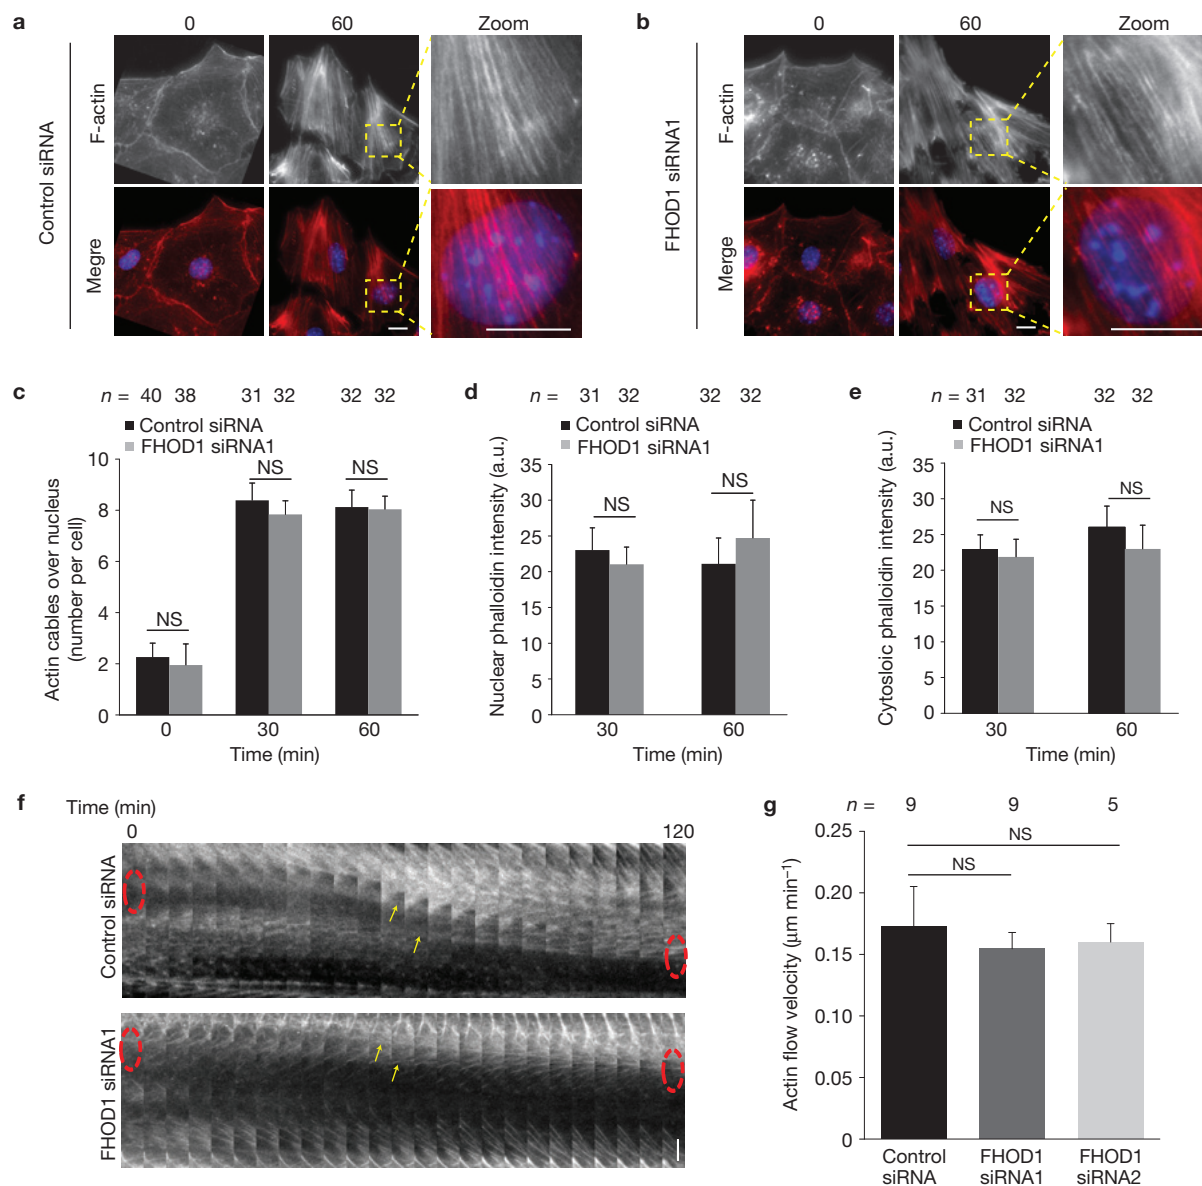 a
0
60
Zoom
Control siRNA
F-actin
Megre
b
0
60
Zoom
FHOD1 siRNA1
F-actin
Merge
c
n = 40 38 31 32 32 32
Control siRNA
FHOD1 siRNA1
Actin cables over nucleus
(number per cell)
10
8
6
4
2
0
NS
NS
NS
0 30 60
Time (min)
d
n = 31 32 32 32
Control siRNA
FHOD1 siRNA1
Nuclear phalloidin intensity (a.u.)
35
30
25
20
15
10
5
0
NS
NS
30 60
Time (min)
e
n = 31 32 32 32
Control siRNA
FHOD1 siRNA1
Cytosloic phalloidin intensity (a.u.)
35
30
25
20
15
10
5
0
NS
NS
30 60
Time (min)
f
Time (min)
0 120
Control siRNA
FHOD1 siRNA1
g
n = 9 9 5
Actin flow velocity (μm min⁻¹)
0.25
0.20
0.15
0.10
0.05
0
NS
NS
Control
siRNA
FHOD1
siRNA1
FHOD1
siRNA2